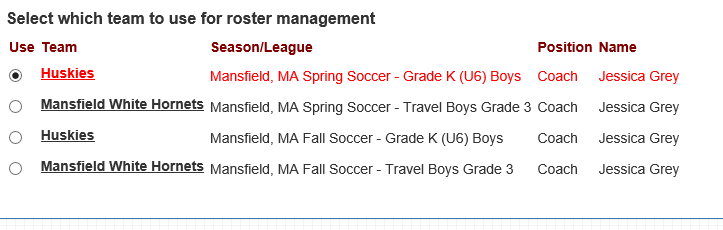 Select which team to use for roster management
Use Team Season/League Position Name
Huskies Mansfield, MA Spring Soccer - Grade K (U6) Boys Coach Jessica Grey
Mansfield White Hornets Mansfield, MA Spring Soccer - Travel Boys Grade 3 Coach Jessica Grey
Huskies Mansfield, MA Fall Soccer - Grade K (U6) Boys Coach Jessica Grey
Mansfield White Hornets Mansfield, MA Fall Soccer - Travel Boys Grade 3 Coach Jessica Grey